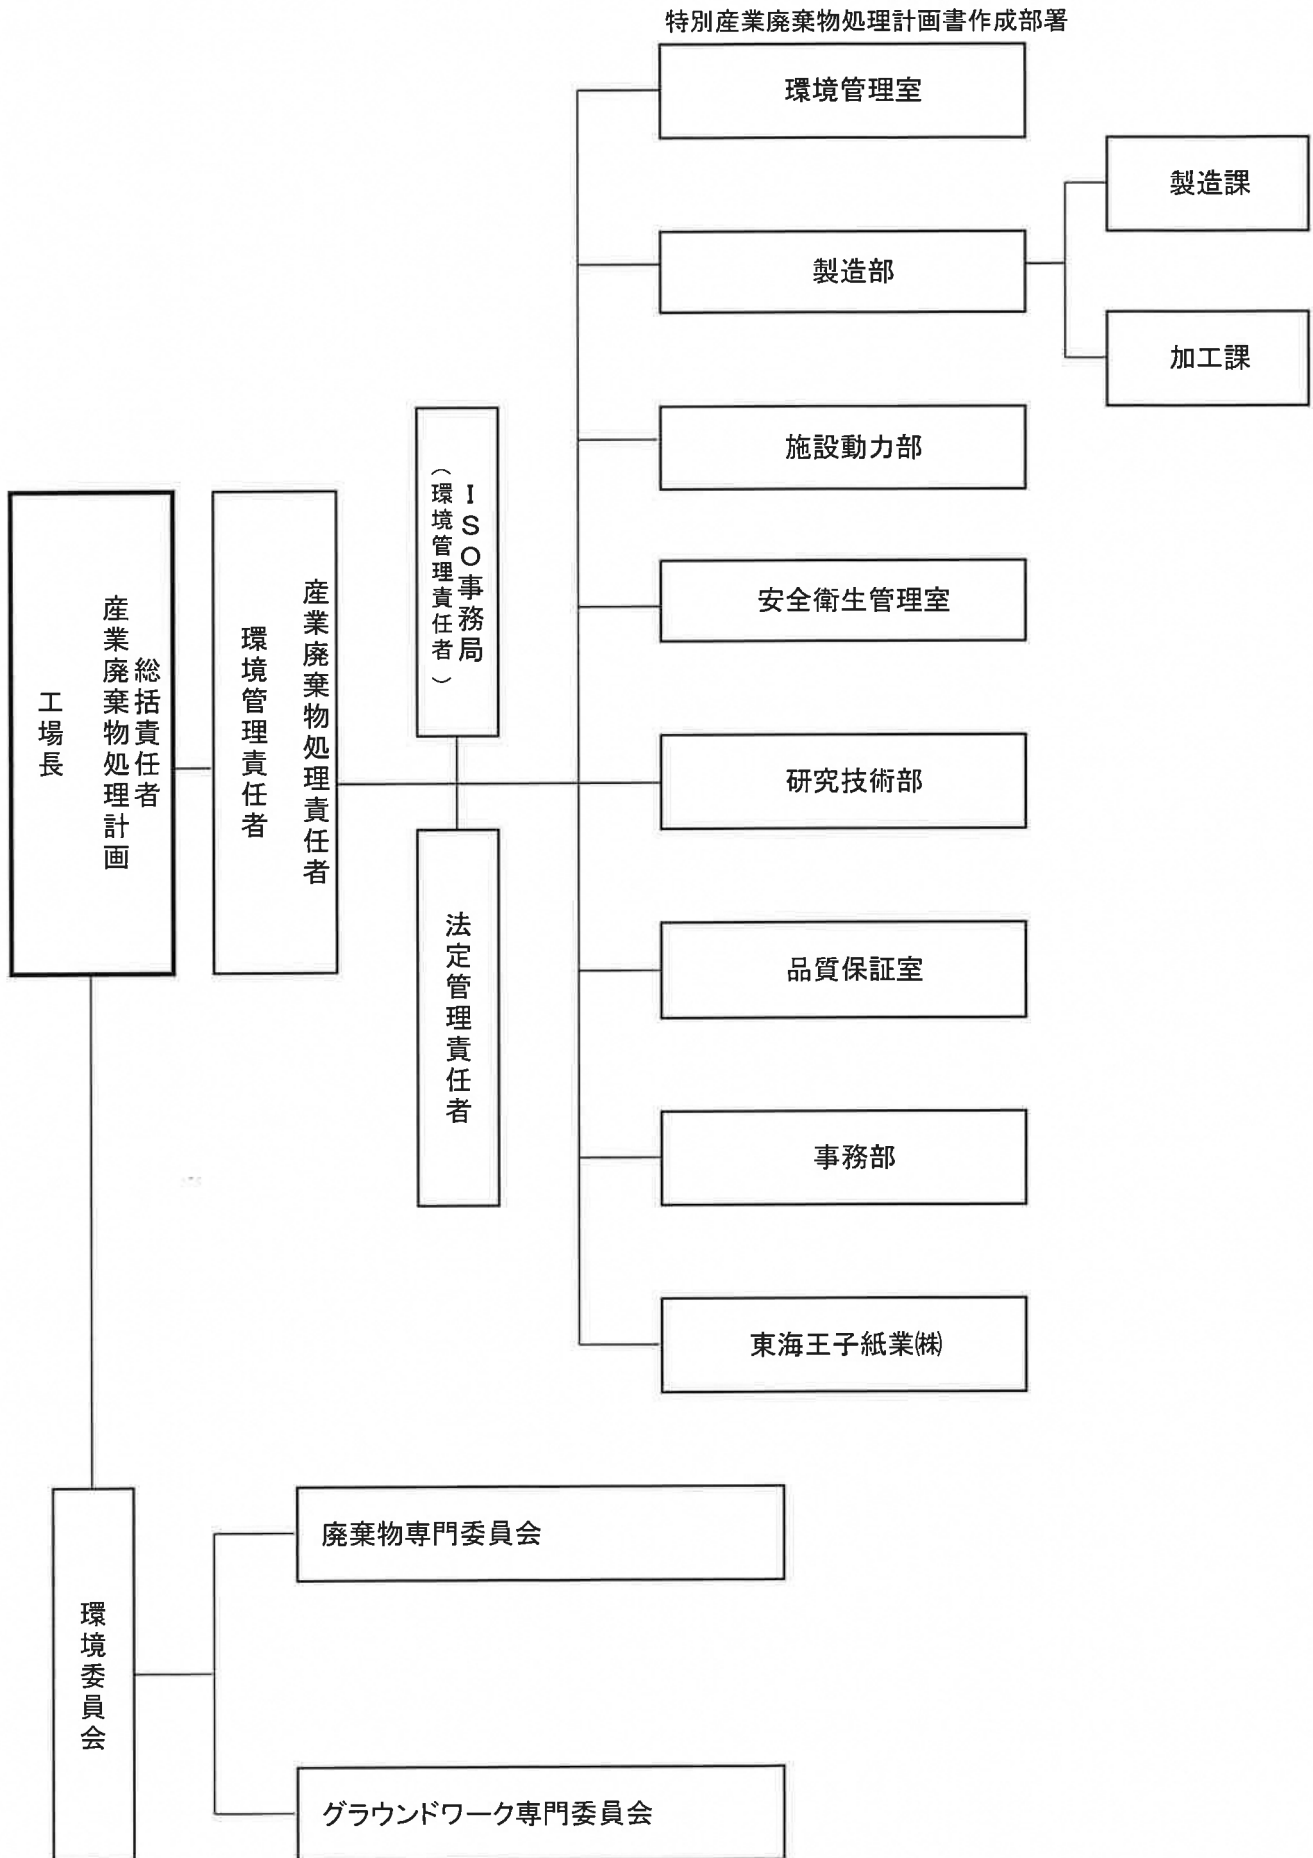 特別産業廃棄物処理計画書作成部署
環境管理室
製造課
製造部
加工課
施設動力部
ISO事務局
(環境管理責任者)
安全衛生管理室
総括責任者
産業廃棄物処理計画
工場長
産業廃棄物処理責任者
環境管理責任者
研究技術部
法定管理責任者
品質保証室
事務部
東海王子紙業㈱
環境委員会
廃棄物専門委員会
グラウンドワーク専門委員会